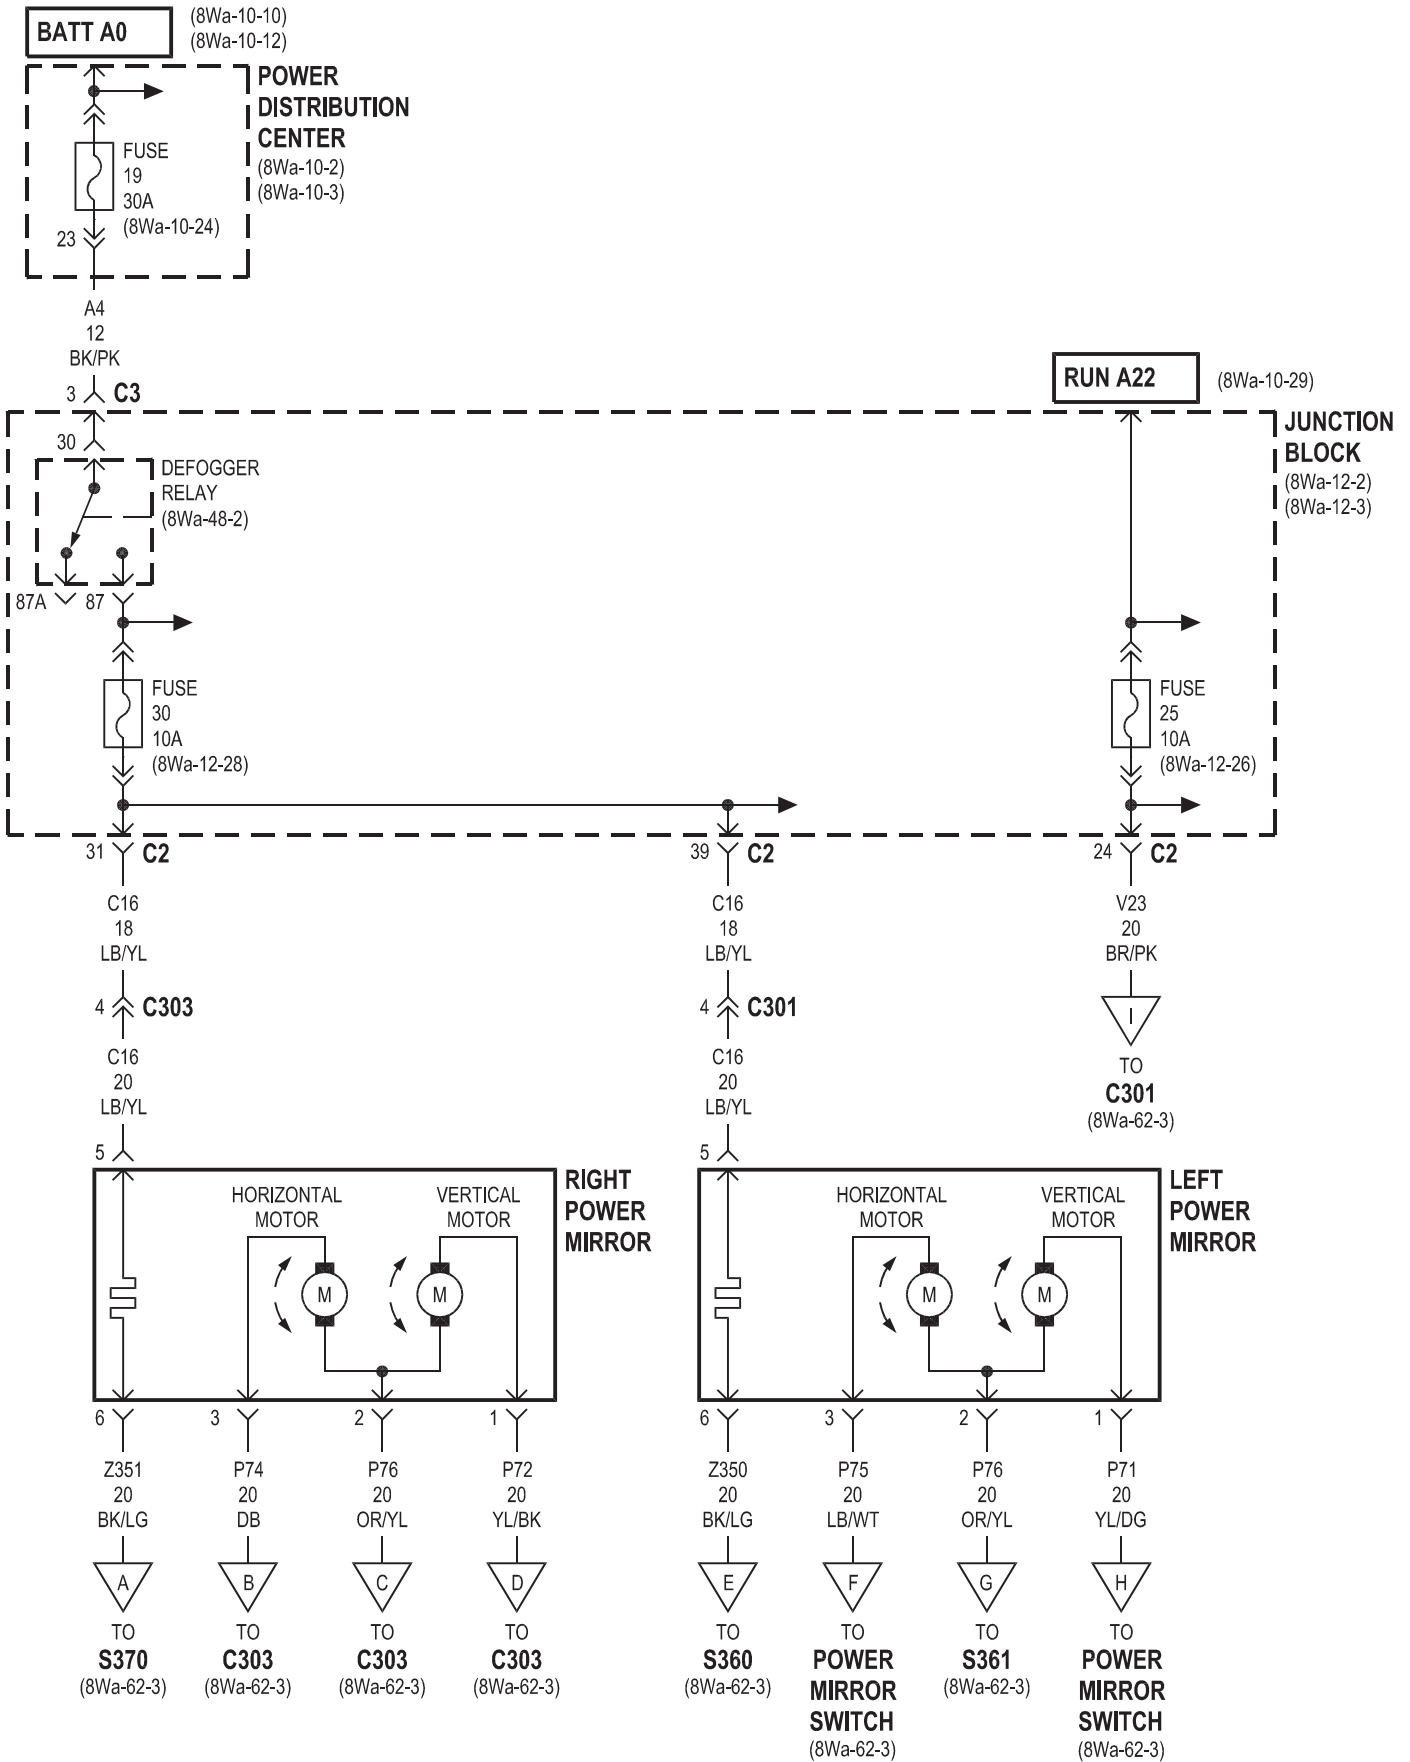 BATT A0
(8Wa-10-10)
(8Wa-10-12)
POWER
DISTRIBUTION
CENTER
(8Wa-10-2)
(8Wa-10-3)
FUSE
19
30A
(8Wa-10-24)
23
A4
12
BK/PK
3
C3
RUN A22
(8Wa-10-29)
JUNCTION
BLOCK
(8Wa-12-2)
(8Wa-12-3)
30
DEFOGGER
RELAY
(8Wa-48-2)
87A
87
FUSE
30
10A
(8Wa-12-28)
FUSE
25
10A
(8Wa-12-26)
31
C2
39
C2
24
C2
C16
18
LB/YL
C16
18
LB/YL
V23
20
BR/PK
4
C303
4
C301
I
TO
C301
(8Wa-62-3)
C16
20
LB/YL
C16
20
LB/YL
5
5
RIGHT
POWER
MIRROR
HORIZONTAL
MOTOR
VERTICAL
MOTOR
M
M
LEFT
POWER
MIRROR
HORIZONTAL
MOTOR
VERTICAL
MOTOR
M
M
6
3
2
1
6
3
2
1
Z351
20
BK/LG
P74
20
DB
P76
20
OR/YL
P72
20
YL/BK
Z350
20
BK/LG
P75
20
LB/WT
P76
20
OR/YL
P71
20
YL/DG
A
TO
S370
(8Wa-62-3)
B
TO
C303
(8Wa-62-3)
C
TO
C303
(8Wa-62-3)
D
TO
C303
(8Wa-62-3)
E
TO
S360
(8Wa-62-3)
F
TO
POWER
MIRROR
SWITCH
(8Wa-62-3)
G
TO
S361
(8Wa-62-3)
H
TO
POWER
MIRROR
SWITCH
(8Wa-62-3)